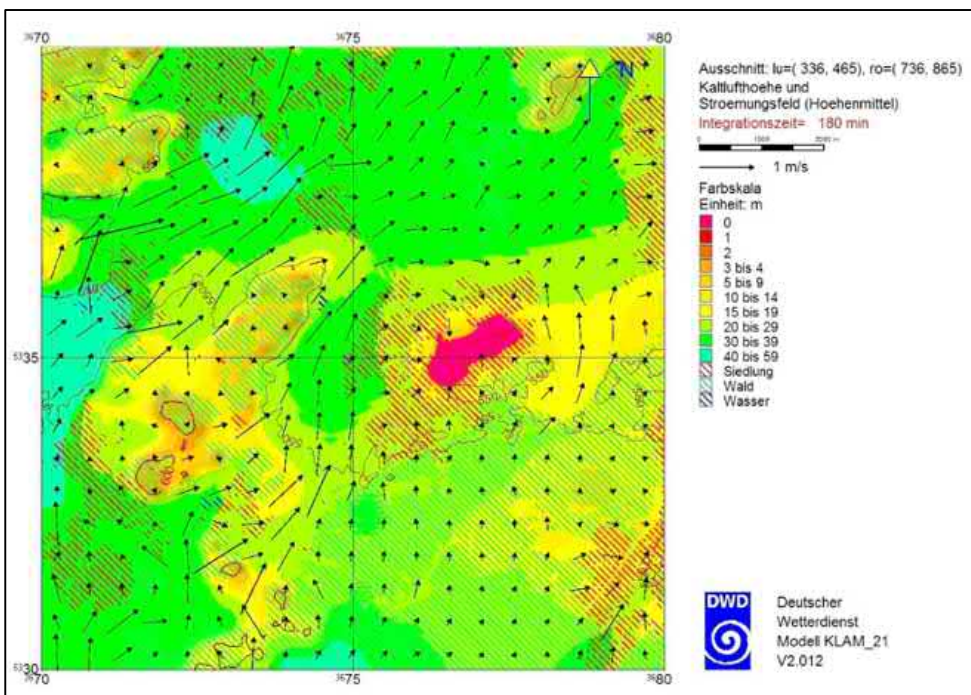 ³⁶70
³⁶75
³⁶80
⁵³35
⁵³30
³⁶70
³⁶75
³⁶80
N
Ausschnitt: lu=( 336, 465), ro=( 736, 865)
Kaltlufthoehe und
Stroemungsfeld (Hoehenmittel)
Integrationszeit= 180 min
1 m/s
Farbskala
Einheit: m
0
1
2
3 bis 4
5 bis 9
10 bis 14
15 bis 19
20 bis 29
30 bis 39
40 bis 59
Siedlung
Wald
Wasser
DWD
Deutscher
Wetterdienst
Modell KLAM_21
V2.012